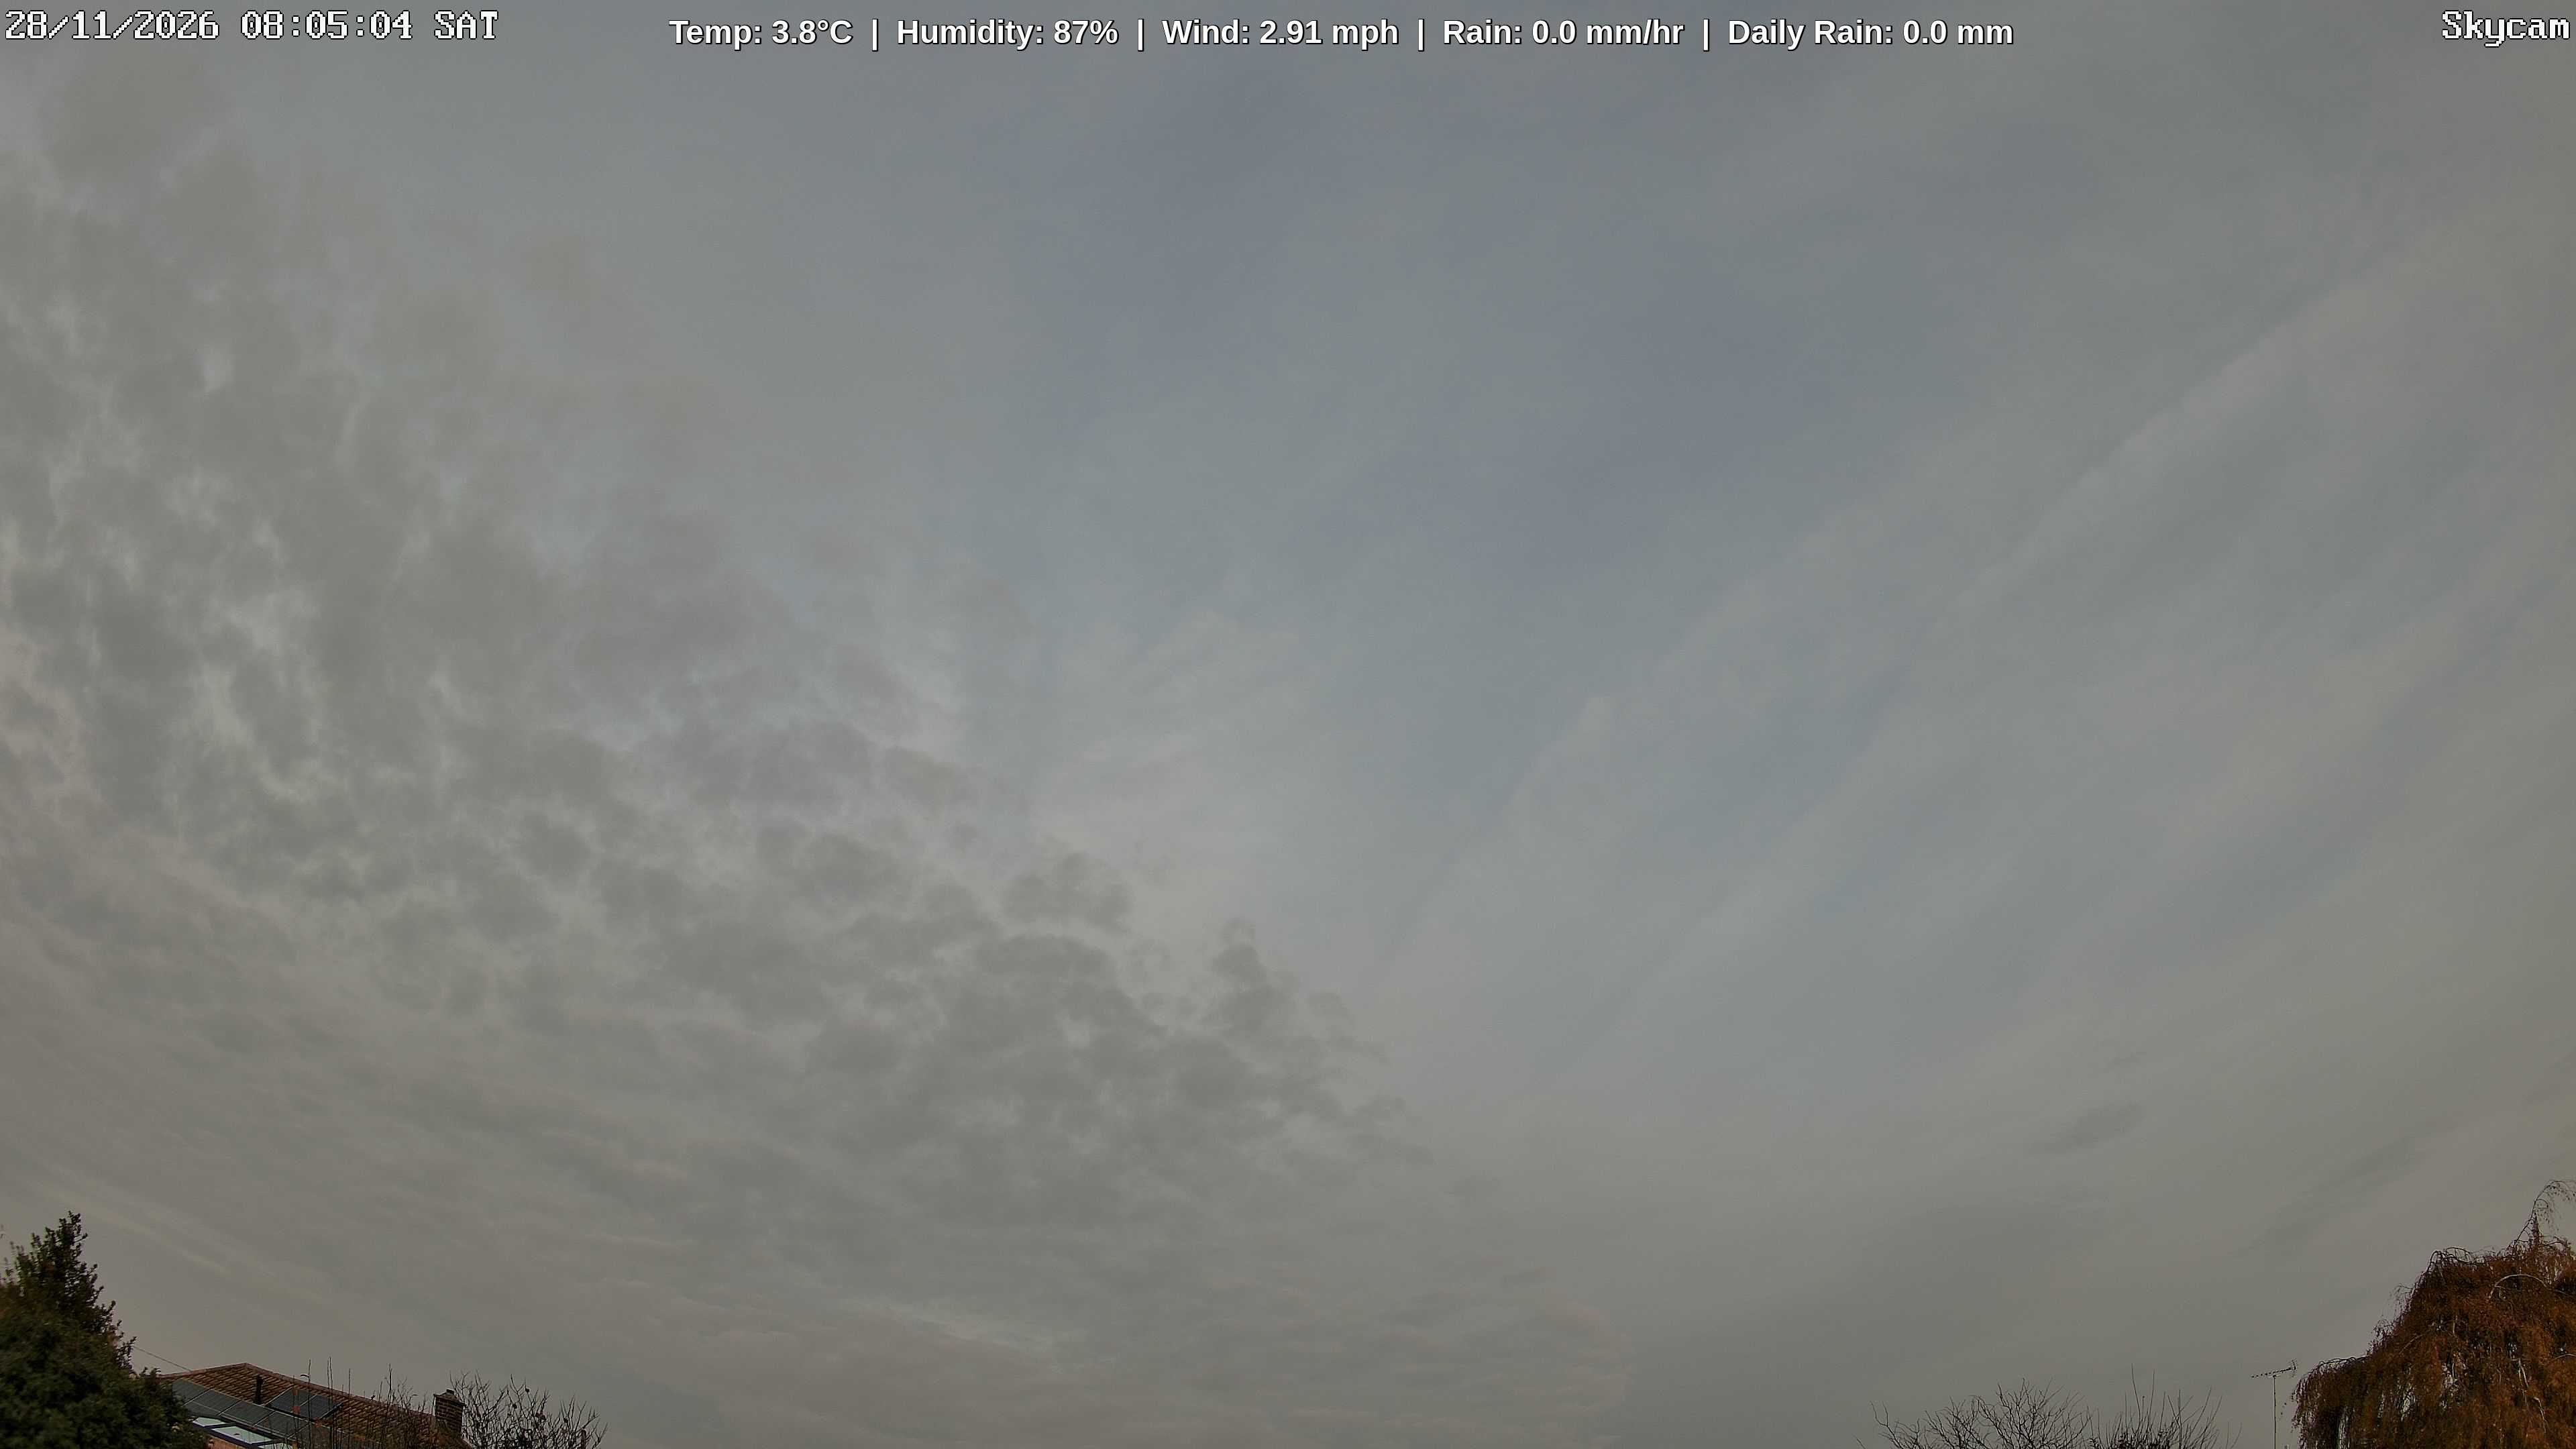 28/11/2026 08:05:04 SAT
Temp: 3.8°C | Humidity: 87% | Wind: 2.91 mph | Rain: 0.0 mm/hr | Daily Rain: 0.0 mm
Skycam